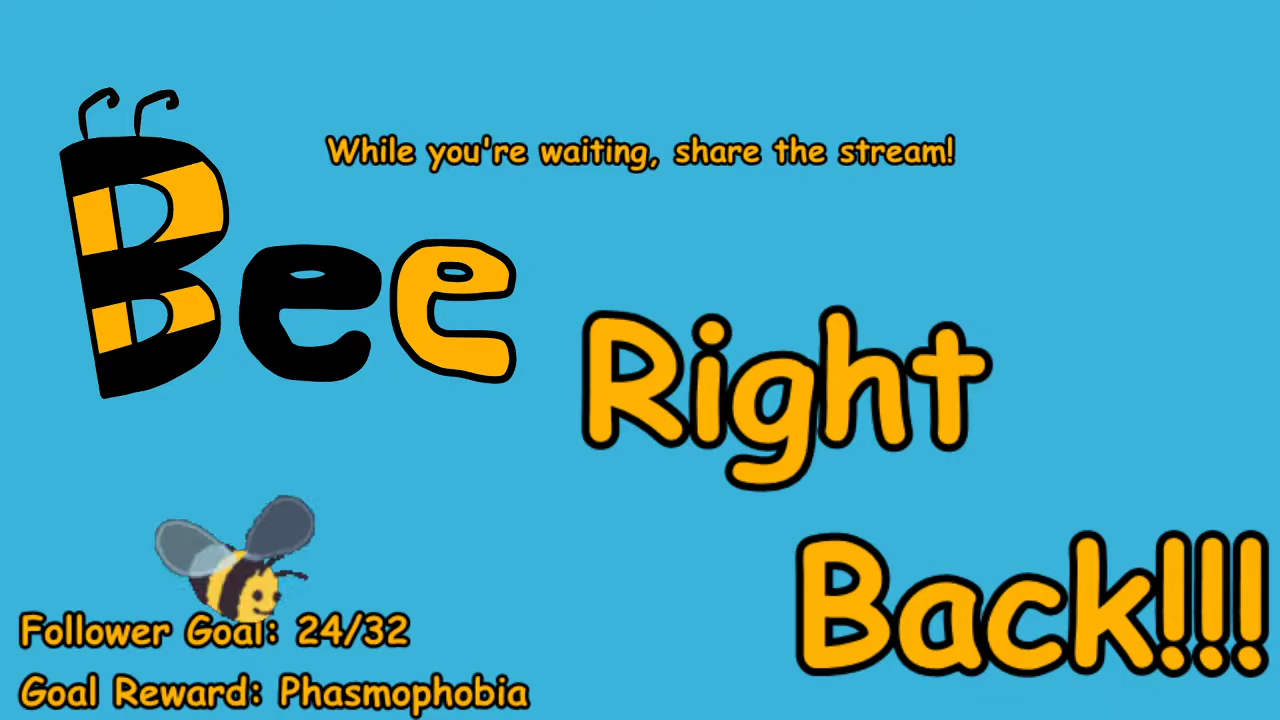 While you're waiting, share the stream!
Bee
Right
Back!!!
Follower Goal: 24/32
Goal Reward: Phasmophobia